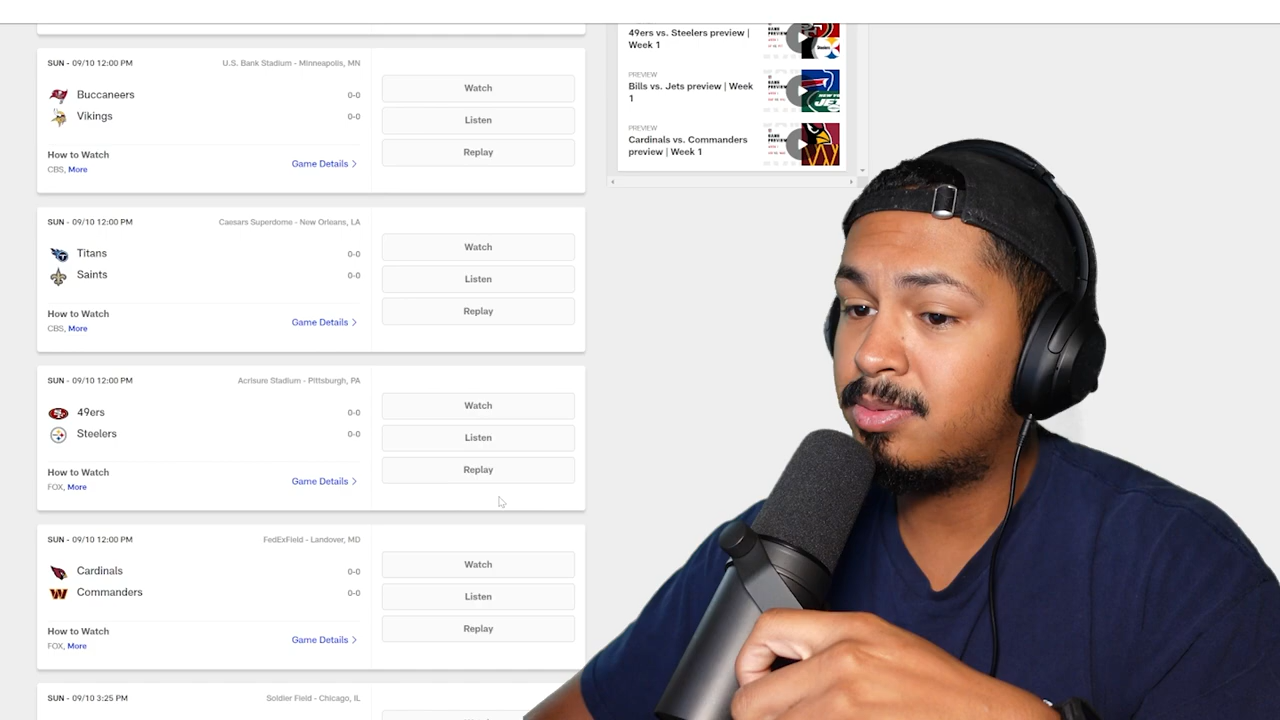 SUN - 09/10 12:00 PM
U.S. Bank Stadium - Minneapolis, MN
Buccaneers 0-0
Vikings 0-0
How to Watch
CBS, More
Game Details
Watch
Listen
Replay
SUN - 09/10 12:00 PM
Caesars Superdome - New Orleans, LA
Titans 0-0
Saints 0-0
How to Watch
CBS, More
Game Details
Watch
Listen
Replay
SUN - 09/10 12:00 PM
Acrisure Stadium - Pittsburgh, PA
49ers 0-0
Steelers 0-0
How to Watch
FOX, More
Game Details
Watch
Listen
Replay
SUN - 09/10 12:00 PM
FedExField - Landover, MD
Cardinals 0-0
Commanders 0-0
How to Watch
FOX, More
Game Details
Watch
Listen
Replay
SUN - 09/10 3:25 PM
Soldier Field - Chicago, IL
49ers vs. Steelers preview |
Week 1
PREVIEW
Bills vs. Jets preview | Week
1
PREVIEW
Cardinals vs. Commanders
preview | Week 1